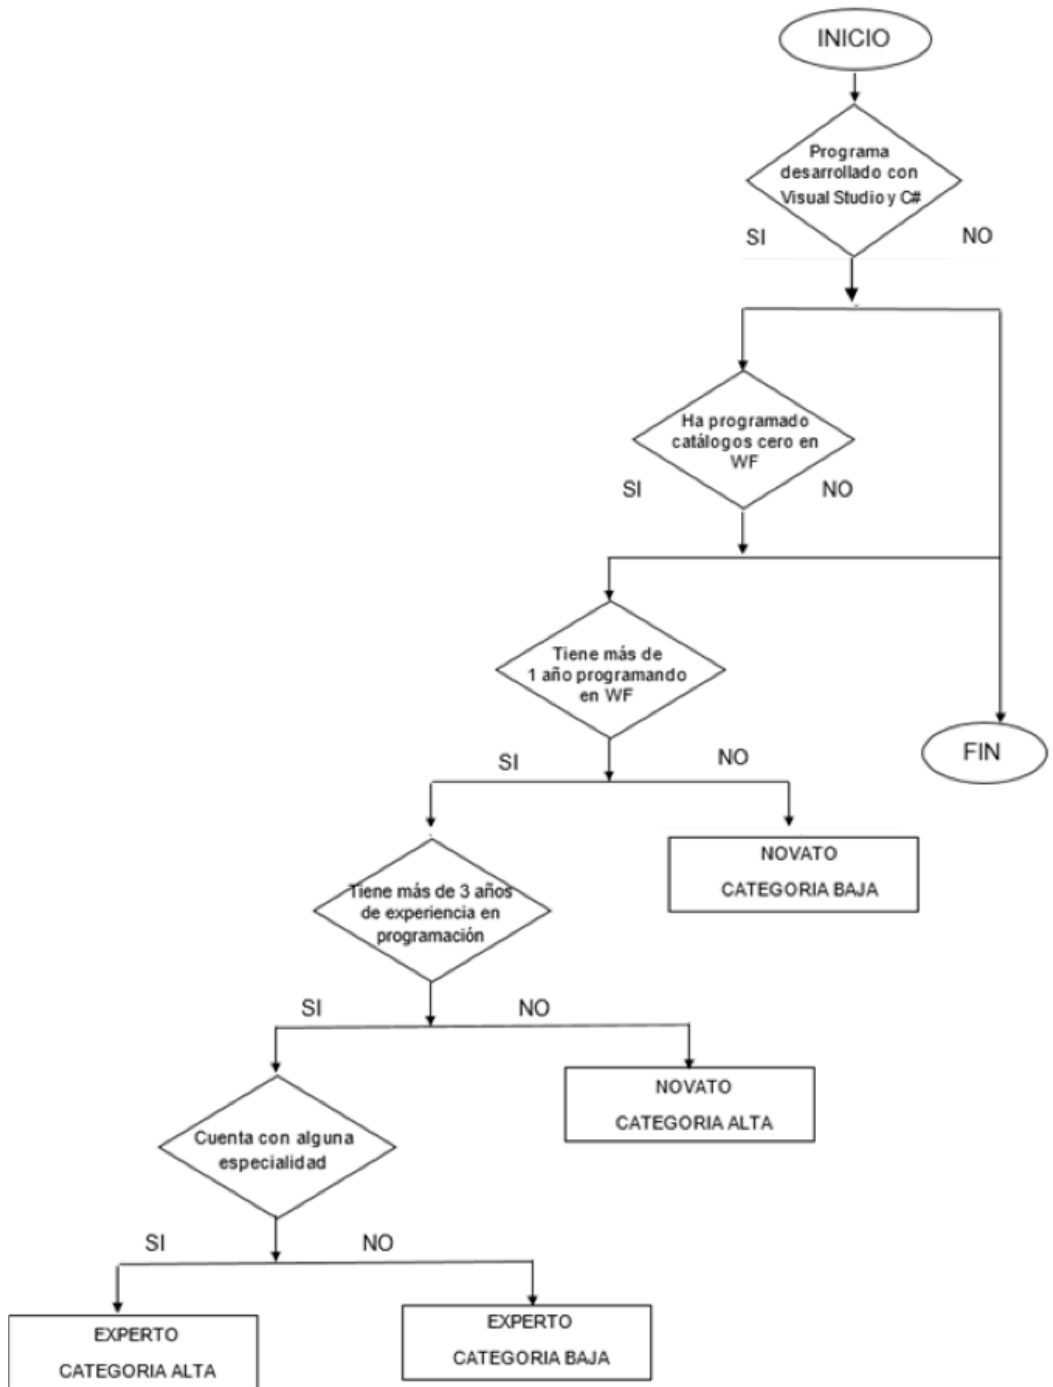 INICIO
Programa
desarrollado con
Visual Studio y C#
SI
NO
Ha programado
catálogos cero en
WF
SI
NO
Tiene más de
1 año programando
en WF
SI
NO
FIN
NOVATO
CATEGORIA BAJA
Tiene más de 3 años
de experiencia en
programación
SI
NO
NOVATO
CATEGORIA ALTA
Cuenta con alguna
especialidad
SI
NO
EXPERTO
CATEGORIA ALTA
EXPERTO
CATEGORIA BAJA